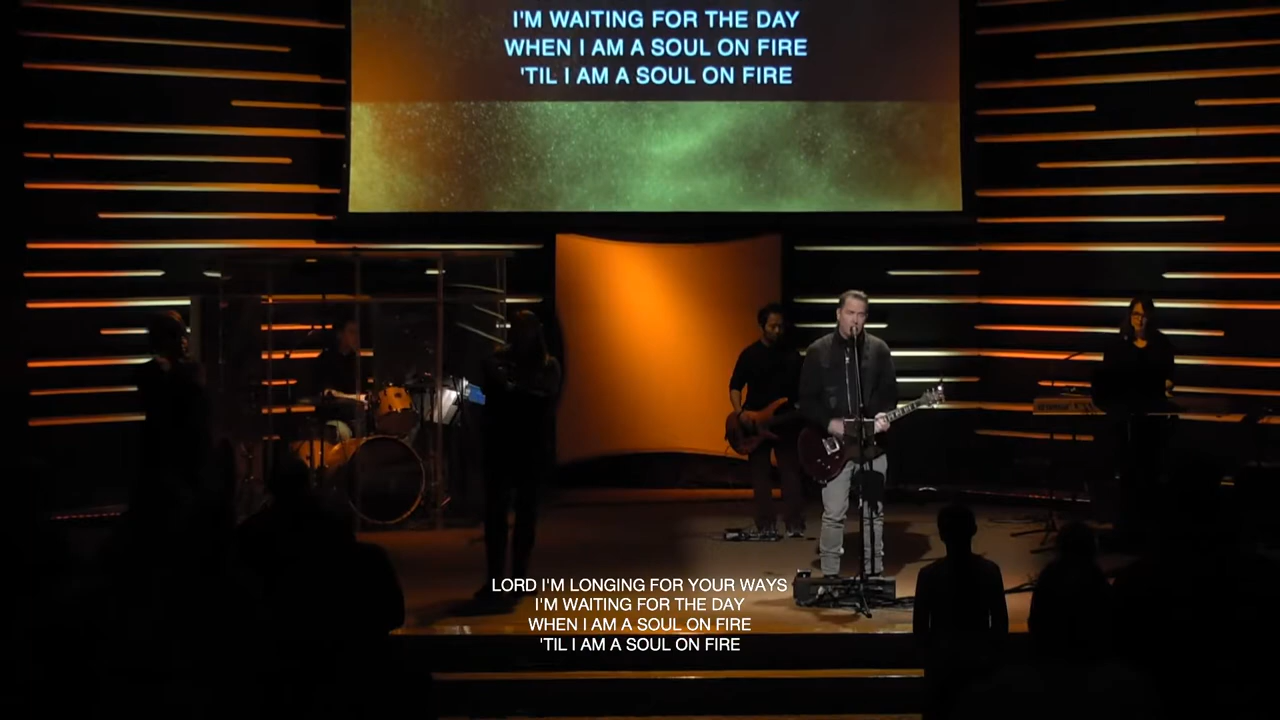 I'M WAITING FOR THE DAY
WHEN I AM A SOUL ON FIRE
'TIL I AM A SOUL ON FIRE
LORD I'M LONGING FOR YOUR WAYS
I'M WAITING FOR THE DAY
WHEN I AM A SOUL ON FIRE
'TIL I AM A SOUL ON FIRE